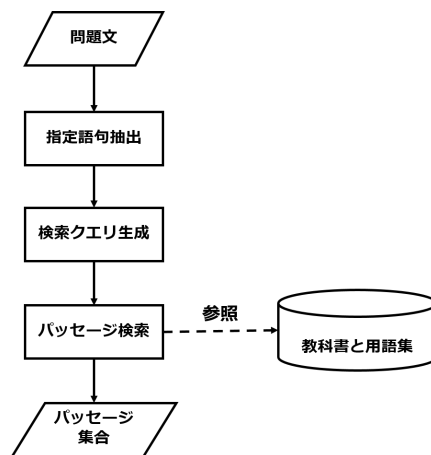 問題文
指定語句抽出
検索クエリ生成
パッセージ検索
参照
教科書と用語集
パッセージ
集合